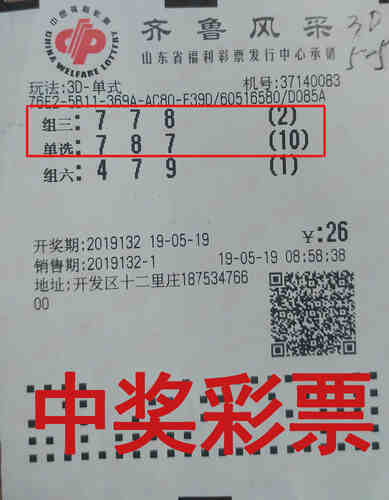 中国福利彩票
CHINA WELFARE LOTTERY
齐鲁风采
3D
山东省福利彩票发行中心承销
玩法:3D-单式 机号:37140083
76E2-5B11-369A-AC80-F39D/60516580/D085A
组三: 7 7 8 (2)
单选: 7 8 7 (10)
组六: 4 7 9 (1)
开奖期:2019132 19-05-19 ¥:26
销售期:2019132-1 19-05-19 08:58:38
地址:开发区十二里庄187534766
00
中奖彩票